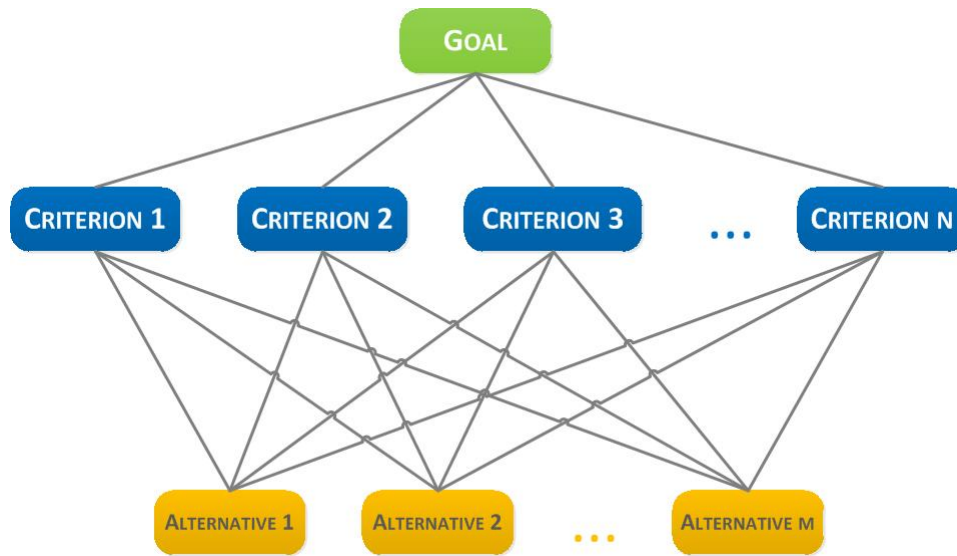 GOAL
CRITERION 1
CRITERION 2
CRITERION 3
...
CRITERION N
ALTERNATIVE 1
ALTERNATIVE 2
...
ALTERNATIVE M